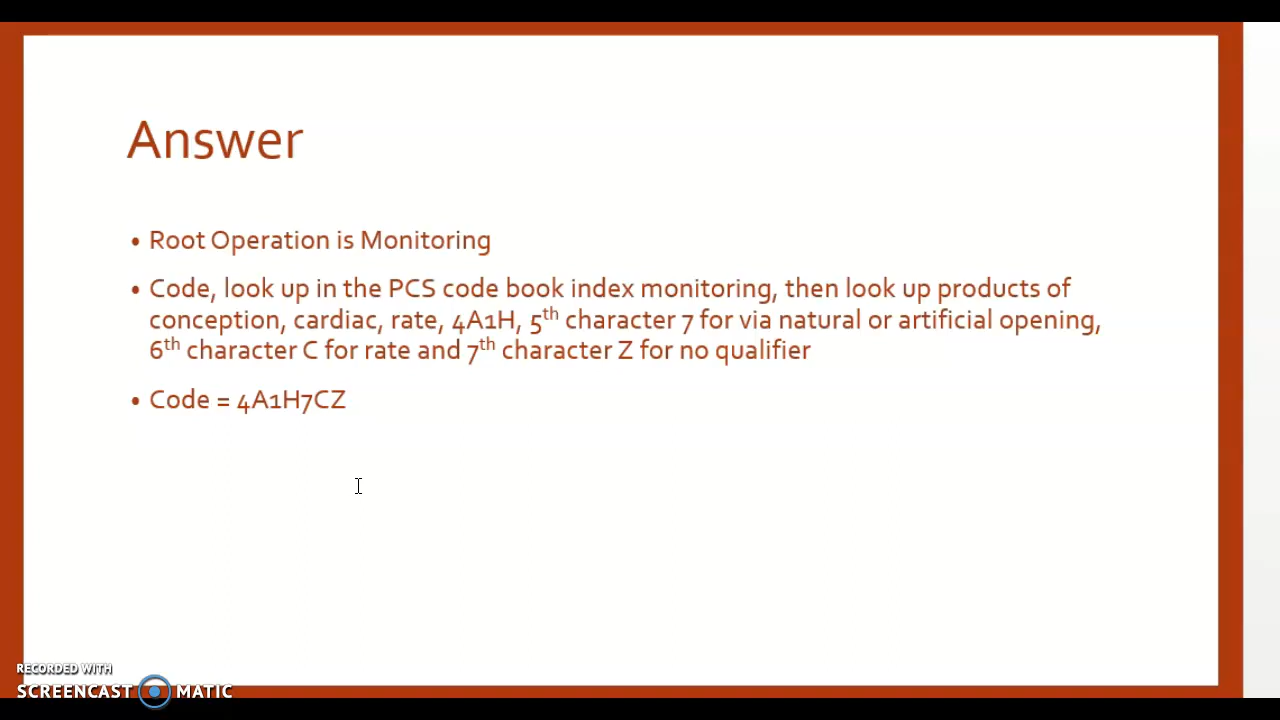 Answer
• Root Operation is Monitoring
• Code, look up in the PCS code book index monitoring, then look up products of
conception, cardiac, rate, 4A1H, 5th character 7 for via natural or artificial opening,
6th character C for rate and 7th character Z for no qualifier
• Code = 4A1H7CZ
RECORDED WITH
SCREENCAST MATIC